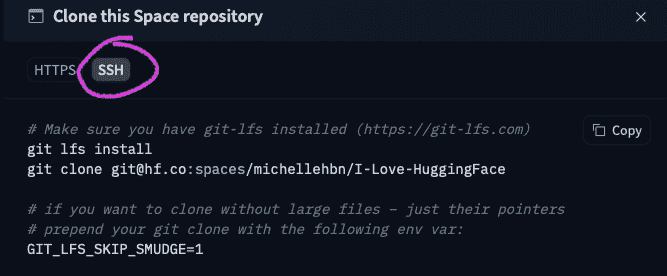 Clone this Space repository
HTTPS SSH
# Make sure you have git-lfs installed (https://git-lfs.com)
Copy
git lfs install
git clone git@hf.co:spaces/michellehbn/I-Love-HuggingFace
# if you want to clone without large files – just their pointers
# prepend your git clone with the following env var:
GIT_LFS_SKIP_SMUDGE=1